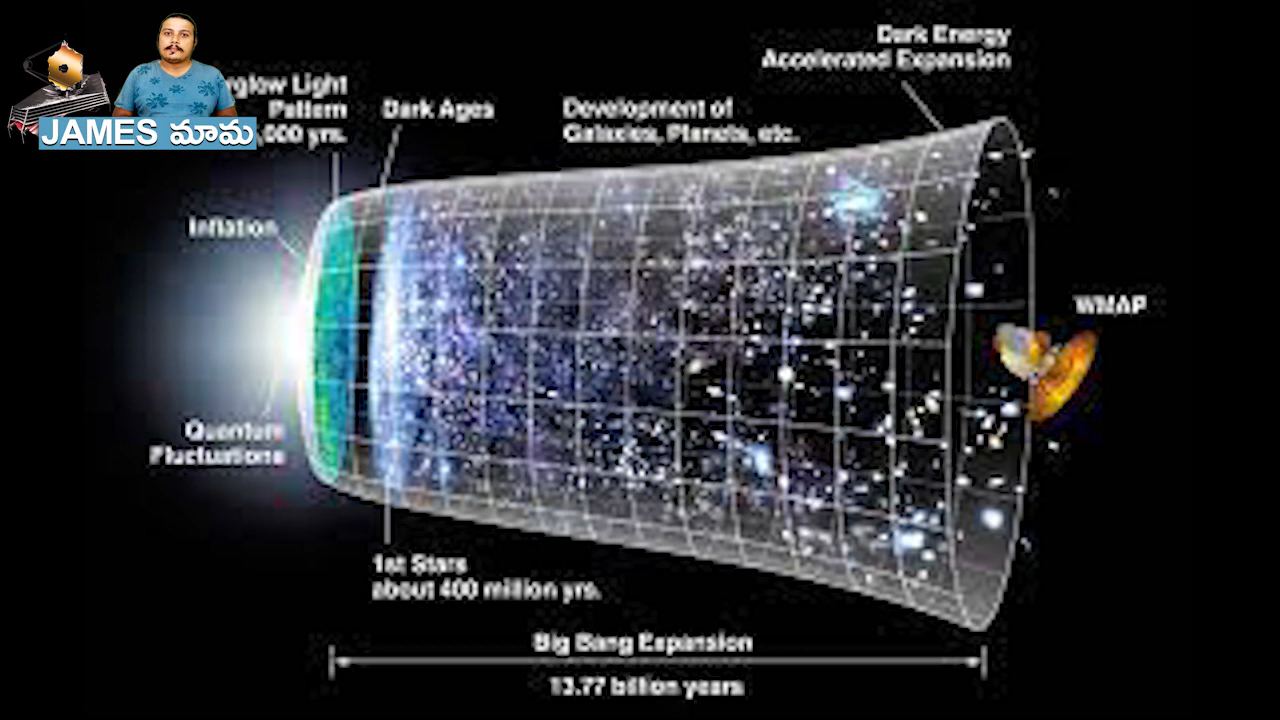 Dark Energy
Accelerated Expansion
glow Light
Pattern
,000 yrs.
Dark Ages
Development of
Galaxies, Planets, etc.
JAMES మామ
Inflation
WMAP
Quantum
Fluctuations
1st Stars
about 400 million yrs.
Big Bang Expansion
13.77 billion years